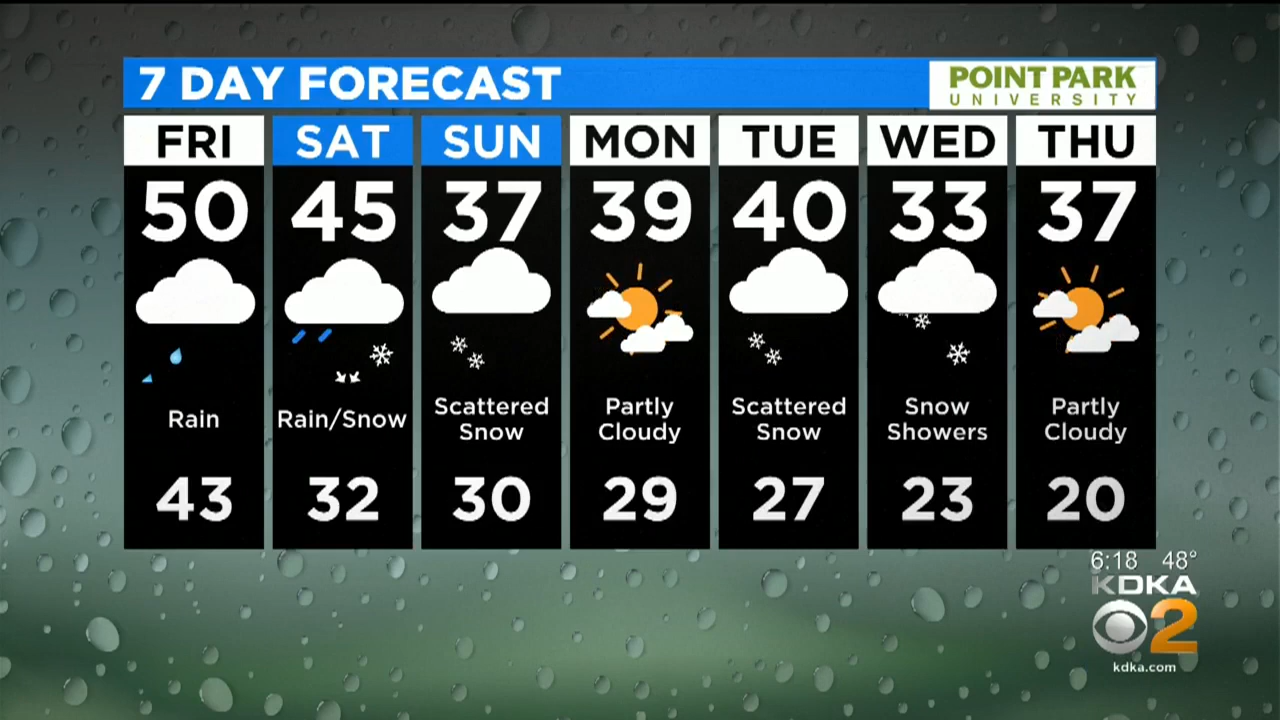 7 DAY FORECAST
POINT PARK
UNIVERSITY
FRI SAT SUN MON TUE WED THU
50 45 37 39 40 33 37
Rain
Rain/Snow
Scattered
Snow
Partly
Cloudy
Scattered
Snow
Snow
Showers
Partly
Cloudy
43 32 30 29 27 23 20
6:18 48°
KDKA
2
kdka.com